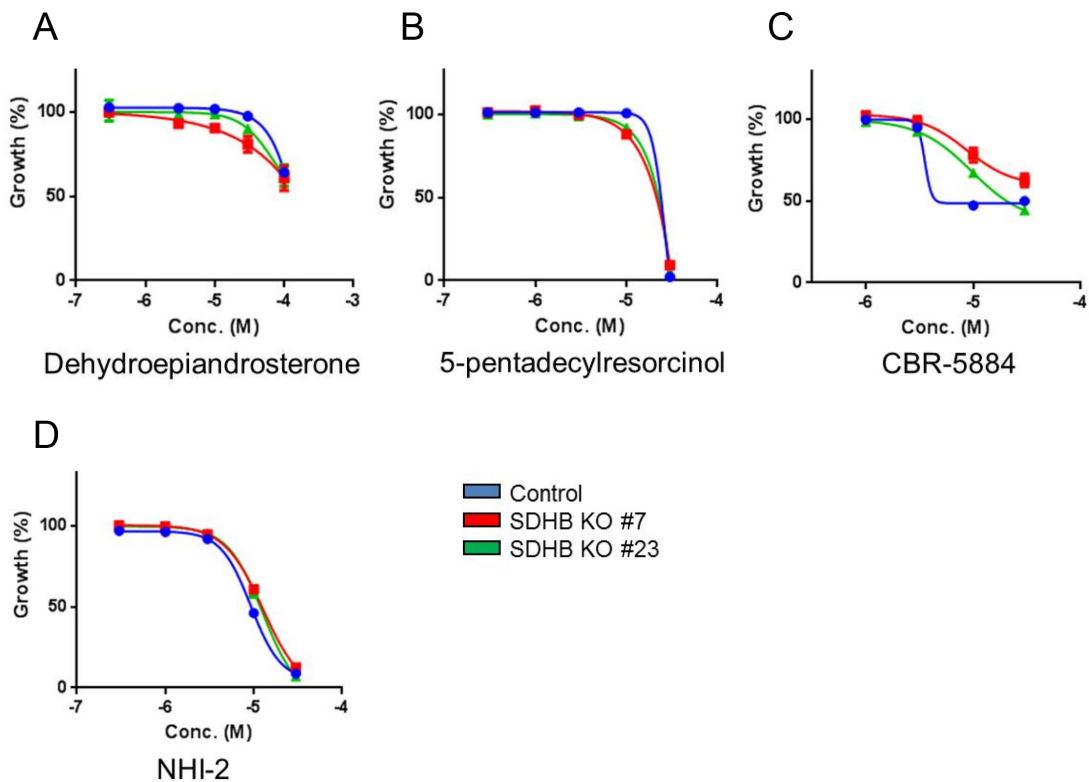 A
B
C
Growth (%)
100
50
0
-7
-6
-5
-4
-3
Conc. (M)
Dehydroepiandrosterone
Growth (%)
100
50
0
-7
-6
-5
-4
Conc. (M)
5-pentadecylresorcinol
Growth (%)
100
50
0
-6
-5
-4
Conc. (M)
CBR-5884
D
Growth (%)
100
50
0
-7
-6
-5
-4
Conc. (M)
NHI-2
Control
SDHB KO #7
SDHB KO #23